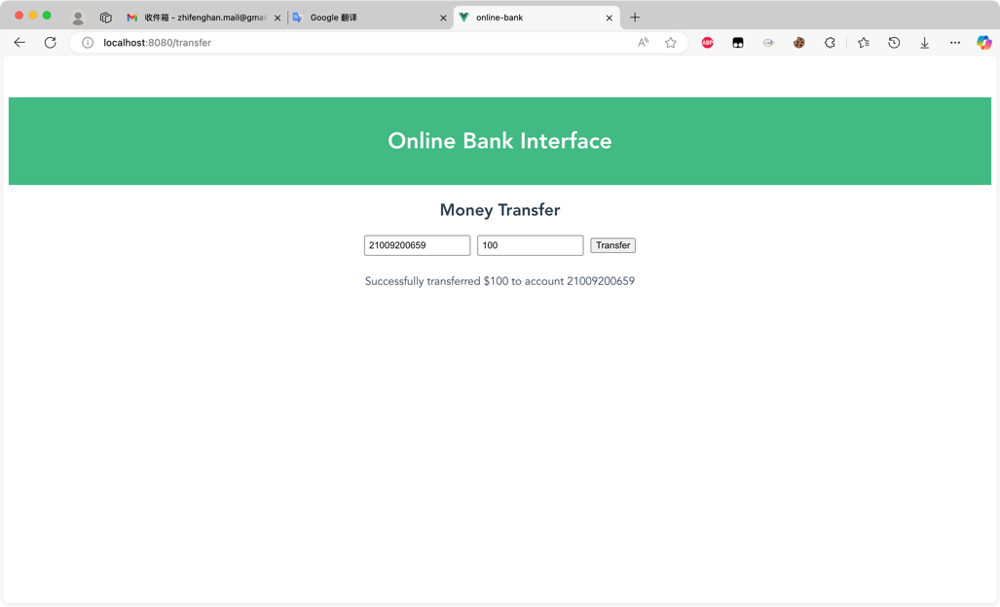 收件箱 - zhifenghan.mail@gmai
Google 翻译
online-bank
localhost:8080/transfer
ABP
Online Bank Interface
Money Transfer
21009200659
100
Transfer
Successfully transferred $100 to account 21009200659